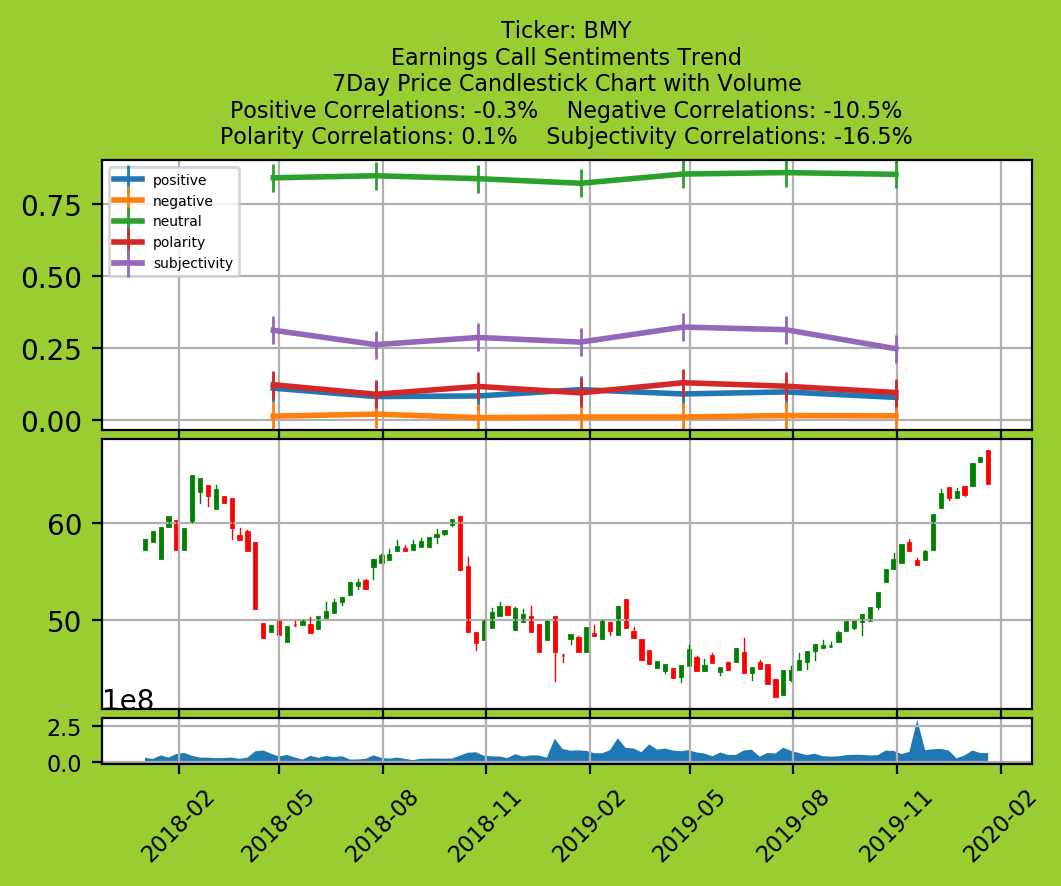 Ticker: BMY
Earnings Call Sentiments Trend
7Day Price Candlestick Chart with Volume
Positive Correlations: -0.3%    Negative Correlations: -10.5%
Polarity Correlations: 0.1%    Subjectivity Correlations: -16.5%
positive
negative
neutral
polarity
subjectivity
0.75
0.50
0.25
0.00
60
50
1e8
2.5
0.0
2018-02
2018-05
2018-08
2018-11
2019-02
2019-05
2019-08
2019-11
2020-02